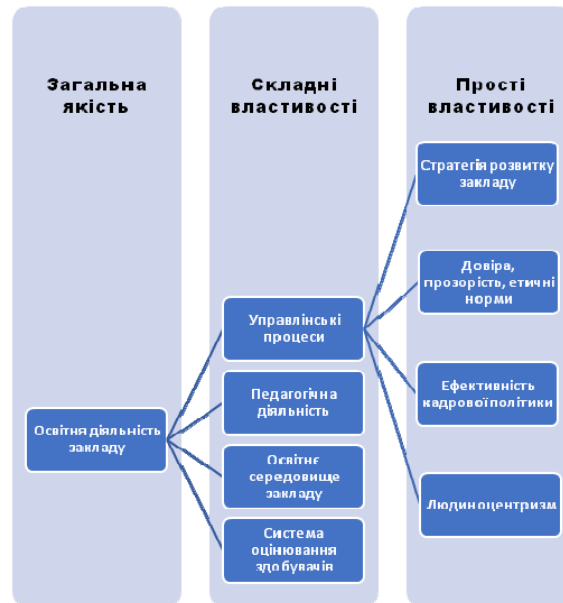 Загальна
якість
Складні
властивості
Прості
властивості
Освітня діяльність
закладу
Управлінські
процеси
Педагогічна
діяльність
Освітнє
середовище
закладу
Система
оцінювання
здобувачів
Стратегія розвитку
закладу
Довіра,
прозорість, етичні
норми
Ефективність
кадрової політики
Людиноцентризм